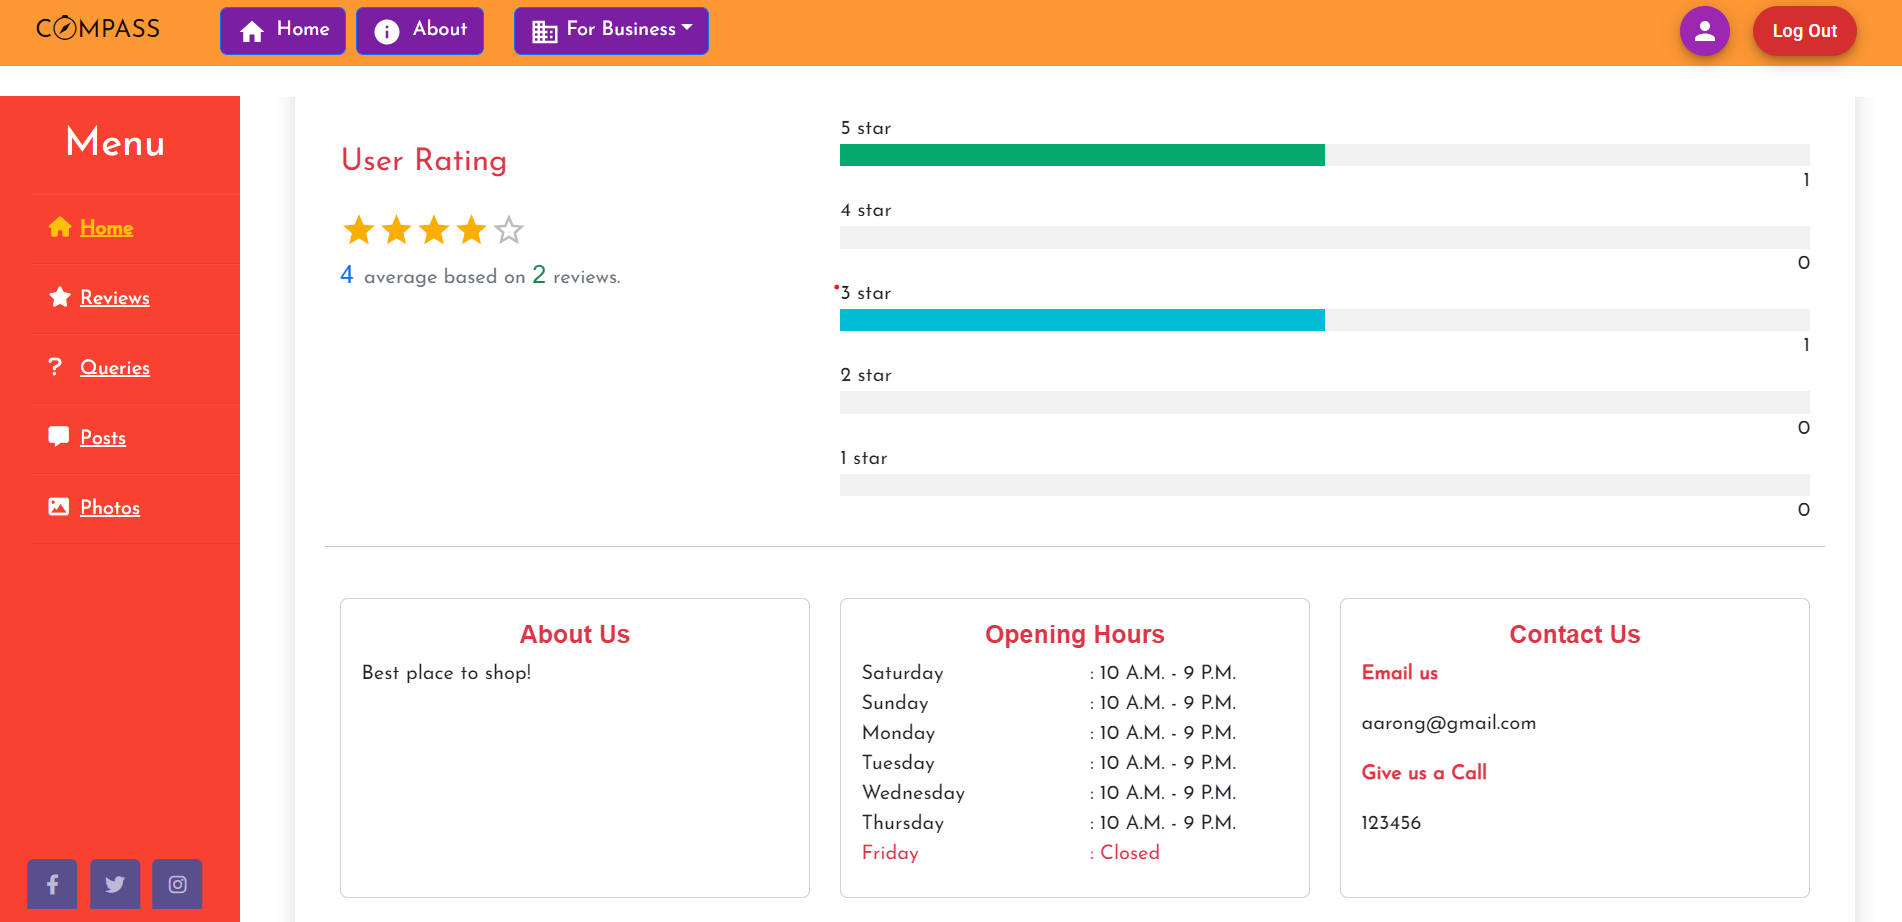 COMPASS
Home
About
For Business
Log Out
Menu
Home
Reviews
Queries
Posts
Photos
User Rating
4 average based on 2 reviews.
5 star
1
4 star
0
3 star
1
2 star
0
1 star
0
About Us
Best place to shop!
Opening Hours
Saturday : 10 A.M. - 9 P.M.
Sunday : 10 A.M. - 9 P.M.
Monday : 10 A.M. - 9 P.M.
Tuesday : 10 A.M. - 9 P.M.
Wednesday : 10 A.M. - 9 P.M.
Thursday : 10 A.M. - 9 P.M.
Friday : Closed
Contact Us
Email us
aarong@gmail.com
Give us a Call
123456